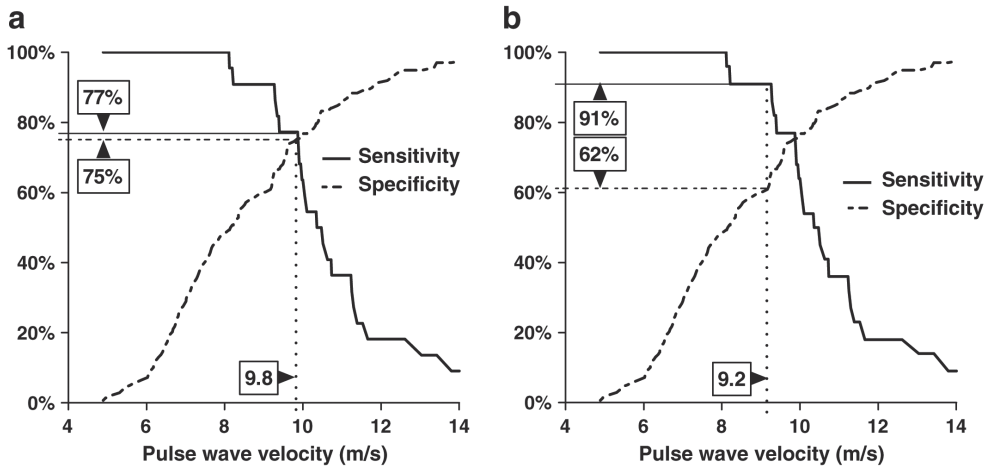 a
100%
80%
60%
40%
20%
0%
77%
75%
Sensitivity
Specificity
9.8
4 6 8 10 12 14
Pulse wave velocity (m/s)
b
100%
80%
60%
40%
20%
0%
91%
62%
Sensitivity
Specificity
9.2
4 6 8 10 12 14
Pulse wave velocity (m/s)